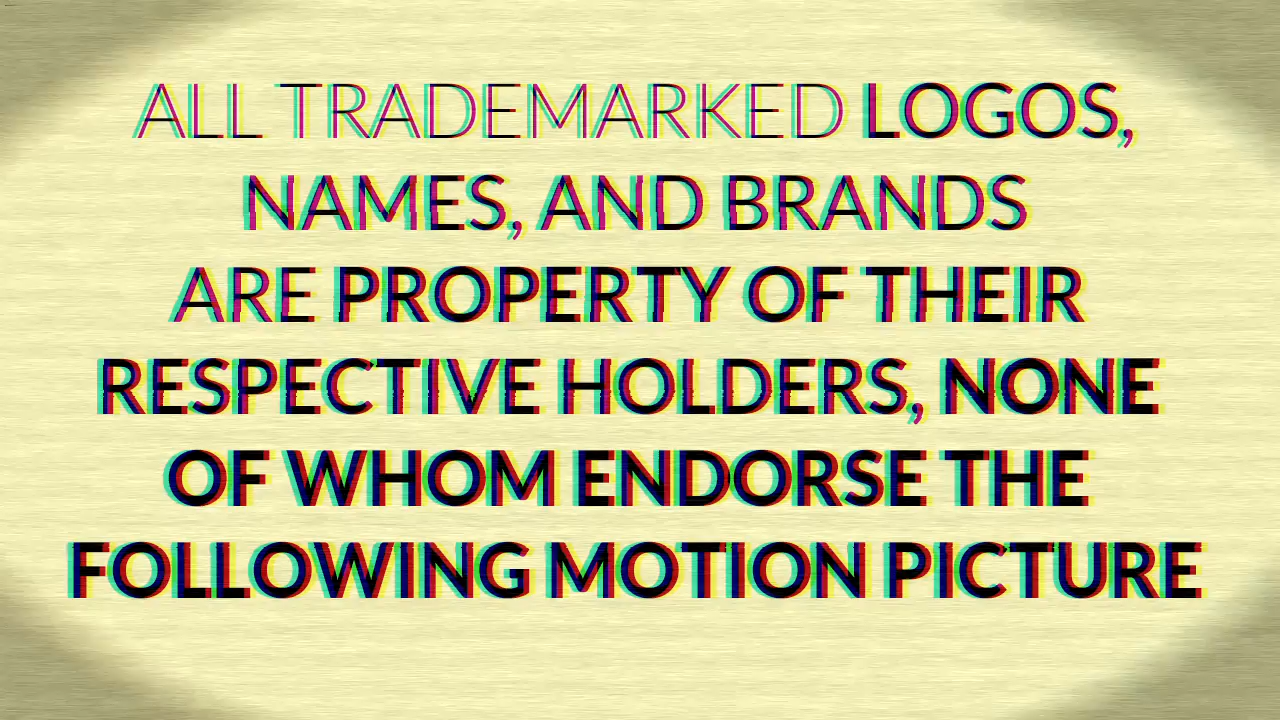 ALL TRADEMARKED LOGOS,
NAMES, AND BRANDS
ARE PROPERTY OF THEIR
RESPECTIVE HOLDERS, NONE
OF WHOM ENDORSE THE
FOLLOWING MOTION PICTURE